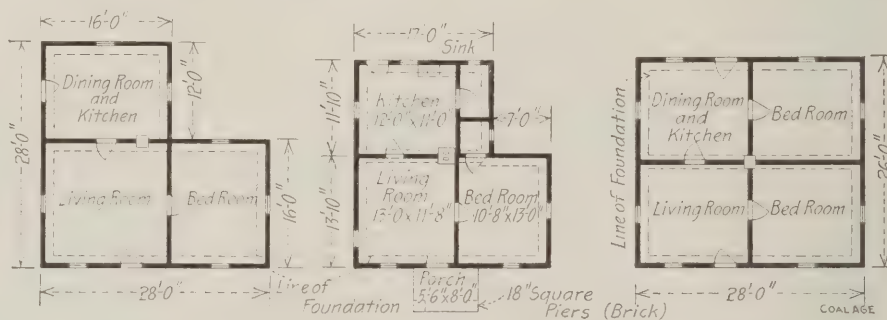 16'-0"
28'-0"
Dining Room
and
Kitchen
12'-0"
Living Room
Bed Room
16'-0"
28'-0"
Line of
Foundation
Sink
11'-10"
Kitchen
12'-0" x 11'-0"
7'-0"
13'-10"
Living
Room
13'-0" x 11'-8"
Bed Room
10'-8" x 13'-0"
Porch
5'-6" x 8'-0"
18" Square
Piers (Brick)
Line of Foundation
Dining Room
and
Kitchen
Bed Room
Living Room
Bed Room
26'-0"
28'-0"
COAL AGE